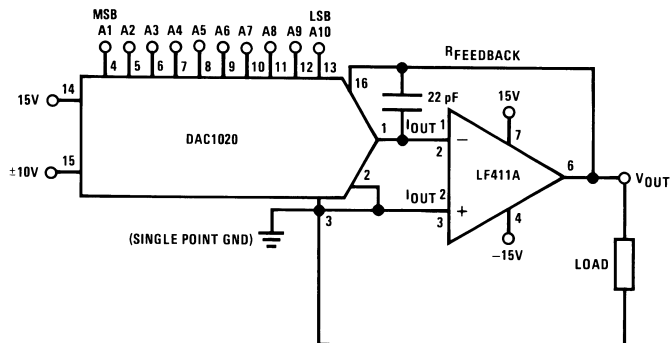 MSB LSB
A1 A2 A3 A4 A5 A6 A7 A8 A9 A10
4 5 6 7 8 9 10 11 12 13
RFEEDBACK
16
15V 14
22 pF
15V
DAC1020
1 IOUT 1
2
7
±10V 15
2
LF411A
6 VOUT
IOUT 2
3
3
4
(SINGLE POINT GND)
−15V
LOAD
−
+